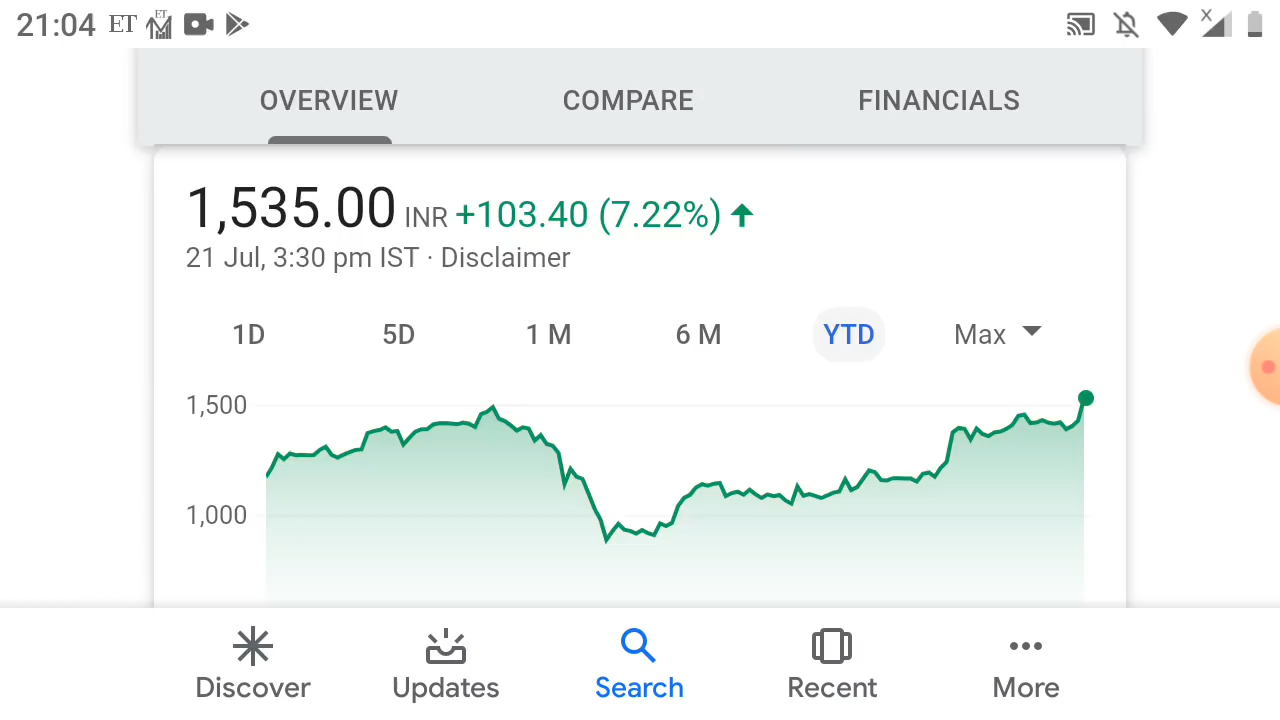 21:04 ET ET X
OVERVIEW COMPARE FINANCIALS
1,535.00 INR +103.40 (7.22%)
21 Jul, 3:30 pm IST · Disclaimer
1D 5D 1 M 6 M YTD Max
1,500
1,000
Discover Updates Search Recent More